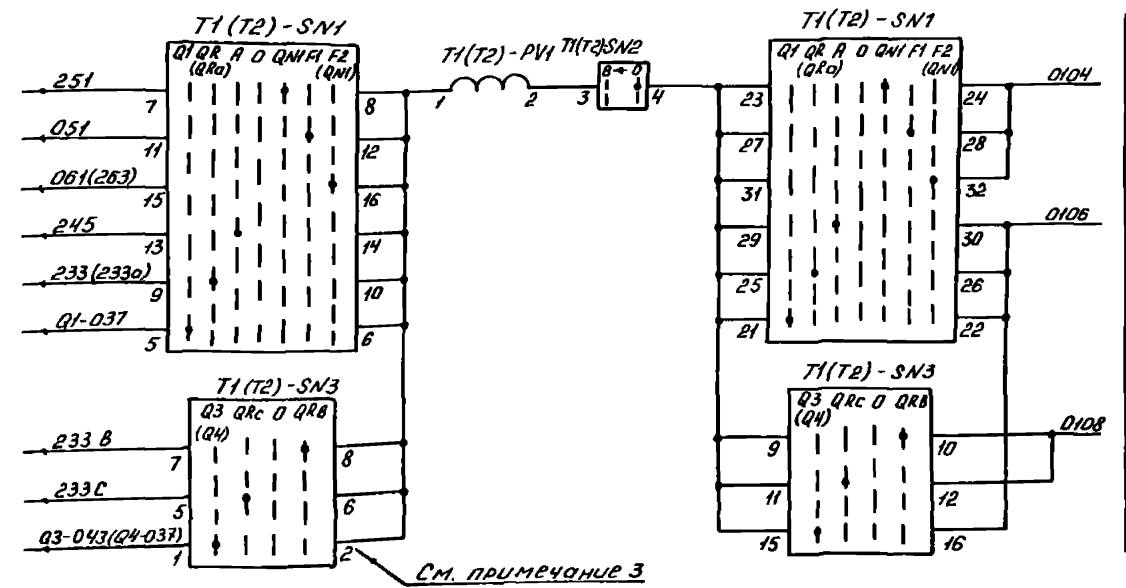 T1(T2)-SN1
Q1 QR A O QN1 F1 F2
(QRa) (QN1)
251
7 8
051
11 12
061(263)
15 16
245
13 14
233(233a)
9 10
Q1-037
5 6
T1(T2)-SN3
Q3 QRC O QRB
(Q4)
233B
7 8
233C
5 6
Q3-043(Q4-037)
1 2
См. примечание 3
T1(T2)-PV1
1 2
T1(T2)SN2
B O
3 4
T1(T2)-SN1
Q1 QR A O QN1 F1 F2
(QRa) (QN1)
23 24
0104
27 28
31 32
29 30
0106
25 26
21 22
T1(T2)-SN3
Q3 QRC O QRB
(Q4)
9 10
0108
11 12
15 16